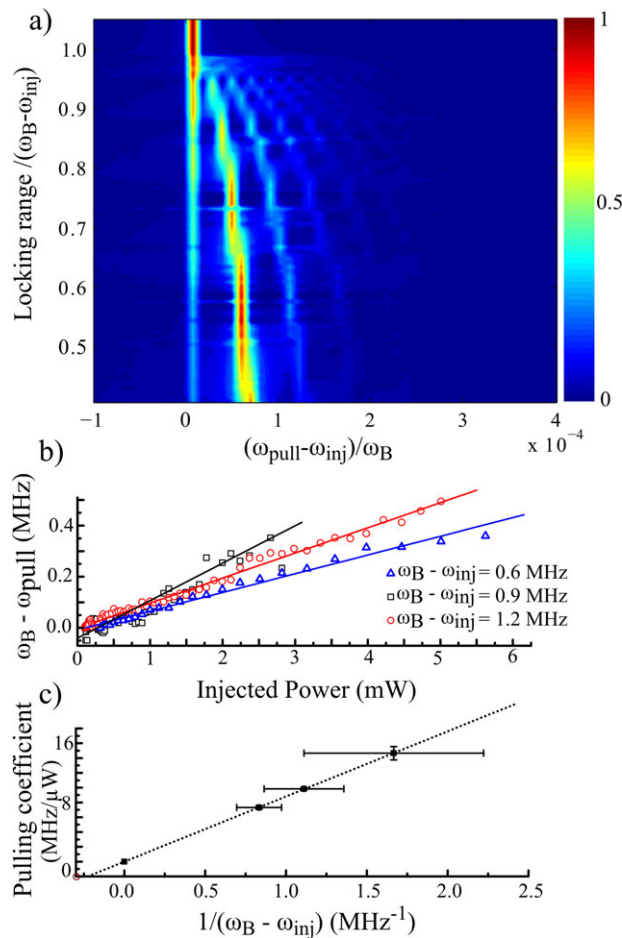 a)
1.0
0.9
0.8
0.7
0.6
0.5
Locking range /(ωB-ωinj)
1
0.5
0
−1 0 1 2 3 4
(ωpull-ωinj)/ωB
x 10⁻⁴
b)
0.4
0.2
0.0
ωB - ωpull (MHz)
ωB - ωinj = 0.6 MHz
ωB - ωinj = 0.9 MHz
ωB - ωinj = 1.2 MHz
0 1 2 3 4 5 6
Injected Power (mW)
c)
16
8
0
Pulling coefficient
(MHz/μW)
0.0 0.5 1.0 1.5 2.0 2.5
1/(ωB - ωinj) (MHz⁻¹)